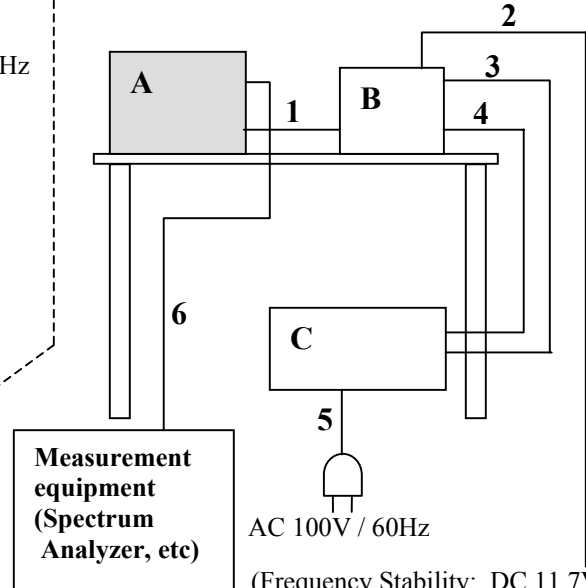 2
Hz
A
B
3
1
4
6
C
5
Measurement
equipment
(Spectrum
Analyzer, etc)
AC 100V / 60Hz
(Frequency Stability: DC 11.7V